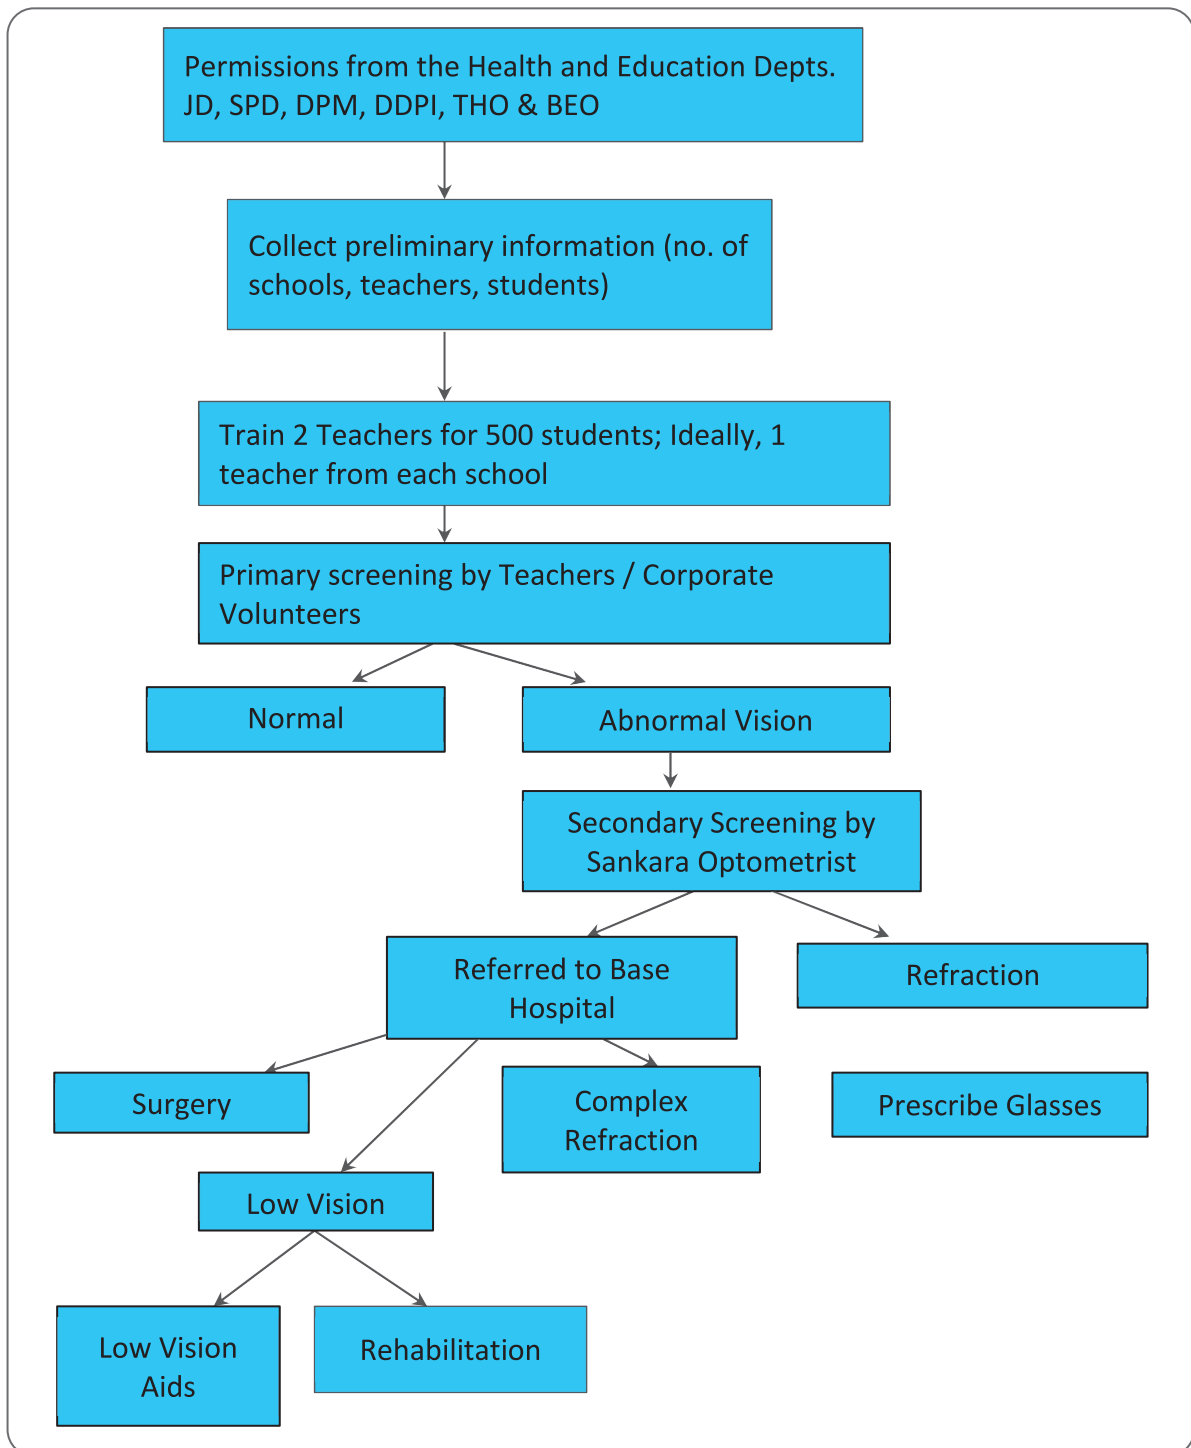 Permissions from the Health and Education Depts.
JD, SPD, DPM, DDPI, THO & BEO
Collect preliminary information (no. of
schools, teachers, students)
Train 2 Teachers for 500 students; Ideally, 1
teacher from each school
Primary screening by Teachers / Corporate
Volunteers
Normal
Abnormal Vision
Secondary Screening by
Sankara Optometrist
Referred to Base
Hospital
Refraction
Surgery
Complex
Refraction
Prescribe Glasses
Low Vision
Low Vision
Aids
Rehabilitation